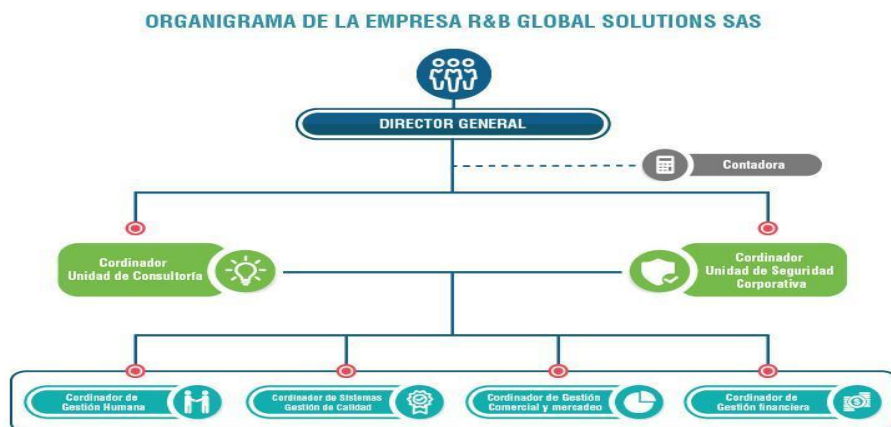 ORGANIGRAMA DE LA EMPRESA R&B GLOBAL SOLUTIONS SAS
DIRECTOR GENERAL
Contadora
Cordinador
Unidad de Consultoría
Cordinador
Unidad de Seguridad
Corporativa
Cordinador de
Gestión Humana
Cordinador de Sistemas
Gestión de Calidad
Coordinador de Gestión
Comercial y mercadeo
Cordinador de
Gestión financiera